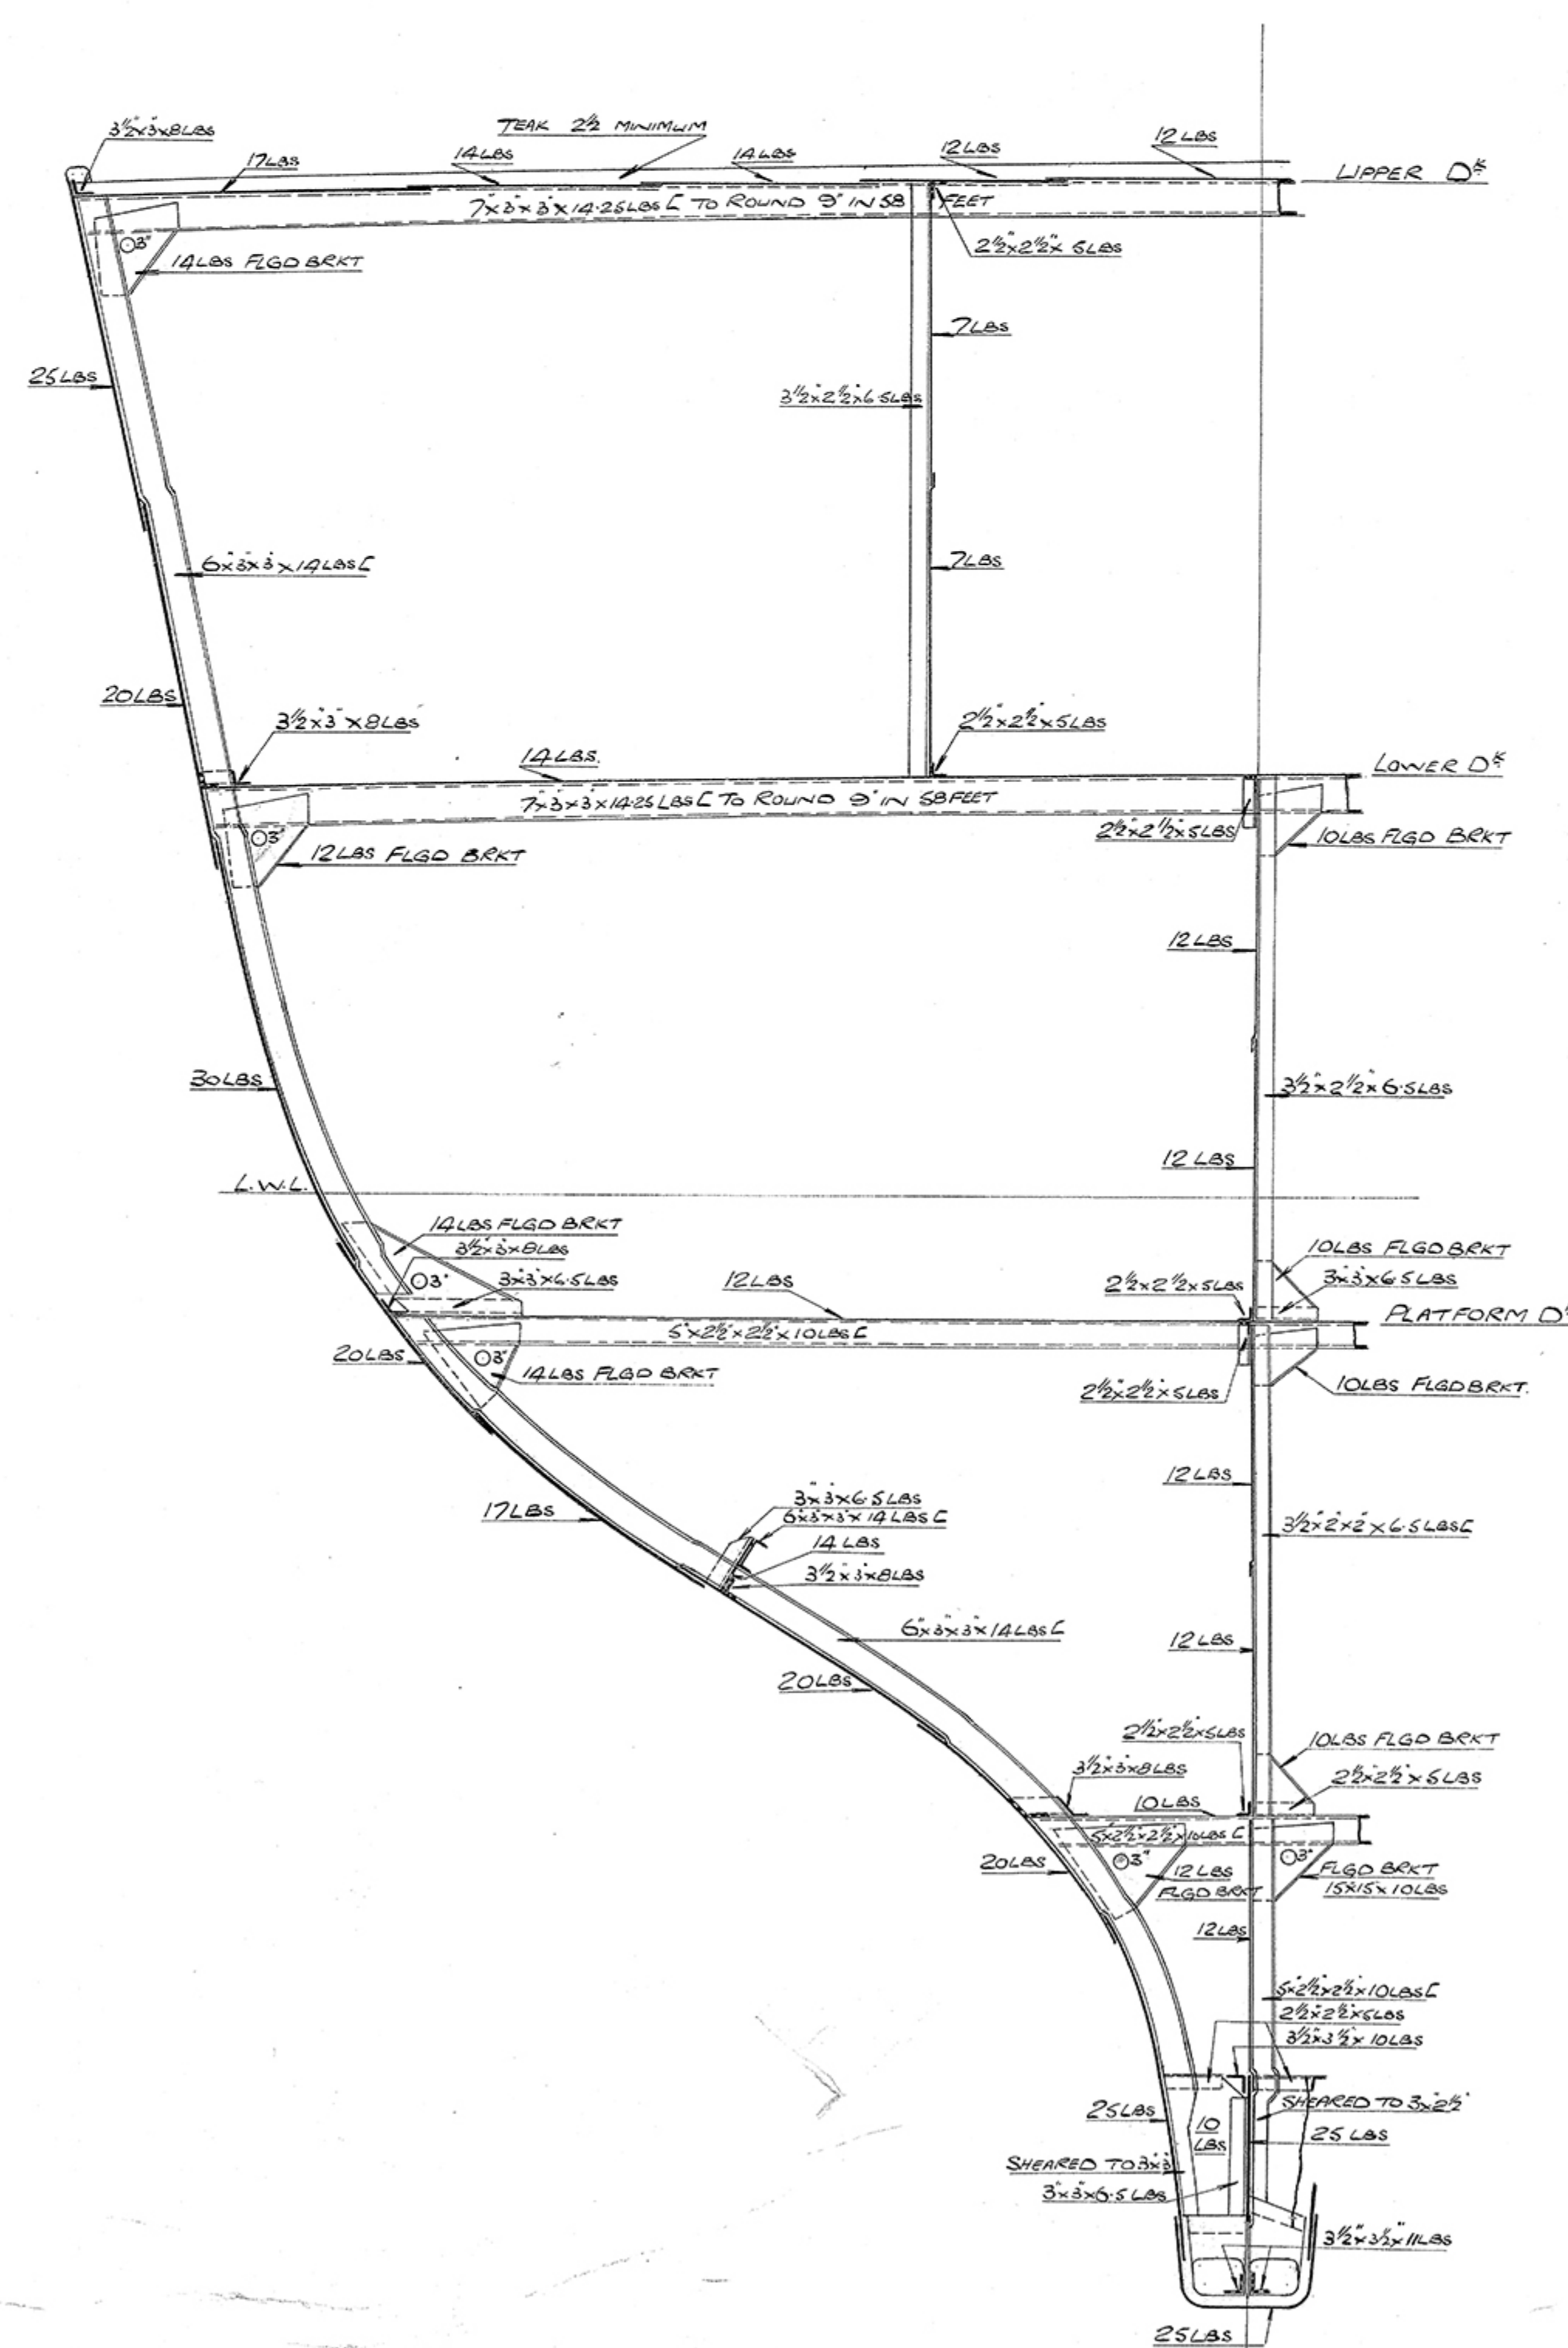 3½"x3"x8LBS
17LBS
14LBS
TEAK 2½ MINIMUM
14LBS
12LBS
12LBS
UPPER DK
7"x3"x3"x14·25LBS [ TO ROUND 9" IN 58 FEET
3"
14LBS FLGD BRKT
2½"x2½"x 5LBS
7LBS
25LBS
3½"x2½"x6·5LBS
7LBS
6"x3"x3"x14LBS [
20LBS
3½"x3"x8LBS
2½"x2½"x5LBS
14LBS.
LOWER DK
7"x3"x3"x14·25LBS [ TO ROUND 9" IN 58FEET
2½"x2½"x5LBS
3"
10LBS FLGD BRKT
12LBS FLGD BRKT
12LBS
30LBS
3½"x2½"x6·5LBS
12LBS
L.W.L.
14LBS FLGD BRKT
3½"x3"x8LBS
10LBS FLGD BRKT
3"
3"x3"x6·5LBS
12LBS
2½"x2½"x5LBS
3"x3"x6·5LBS
PLATFORM D
5"x2½"x2½"x10LBS [
20LBS
3"
14LBS FLGD BRKT
2½"x2½"x5LBS
10LBS FLGD BRKT.
12LBS
3"x3"x6·5LBS
17LBS
6"x3"x3"x14LBS [
3½"x2"x2"x6·5LBS [
14LBS
3½"x3"x8LBS
6"x3"x3"x14LBS [
12LBS
20LBS
2½"x2½"x5LBS
10LBS FLGD BRKT
3½"x3"x8LBS
2½"x2½"x5LBS
10LBS
5"x2½"x2½"x10LBS [
20LBS
3"
12LBS
FLGD BRKT
3"
FLGD BRKT
15"x15"x10LBS
12LBS
5"x2½"x2½"x10LBS [
2½"x2½"x5LBS
3½"x3½"x10LBS
SHEARED TO 3"x2½"
25LBS
10
LBS
25LBS
SHEARED TO 3"x3"
3"x3"x6·5LBS
3½"x3½"x11LBS
25LBS